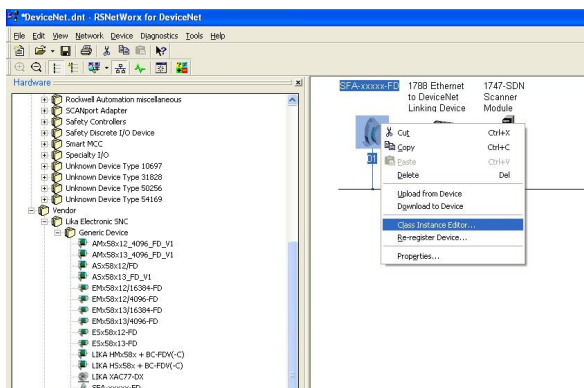 *DeviceNet.dnt - RSNetWorx for DeviceNet
File Edit View Network Device Diagnostics Tools Help
Hardware
Rockwell Automation miscellaneous
SCANport Adapter
Safety Controllers
Safety Discrete I/O Device
Smart MCC
Specialty I/O
Unknown Device Type 10697
Unknown Device Type 31828
Unknown Device Type 50256
Unknown Device Type 54169
Vendor
Lika Electronic SNC
Generic Device
AMx58x12_4096_FD_V1
AMx58x13_4096_FD_V1
ASx58x12/FD
ASx58x13_FD_V1
EMx58x12/16384-FD
EMx58x12/4096-FD
EMx58x13/16384-FD
EMx58x13/4096-FD
ESx58x12-FD
ESx58x13-FD
LIKA HMx58x + BC-FDV(-C)
LIKA HSx58x + BC-FDV(-C)
LIKA XAC77-DX
SFA-xxxxx-FD
SFA-xxxxx-FD
1788 Ethernet
to DeviceNet
Linking Device
1747-SDN
Scanner
Module
01
Cut Ctrl+X
Copy Ctrl+C
Paste Ctrl+V
Delete Del
Upload from Device
Download to Device
Class Instance Editor...
Re-register Device...
Properties...